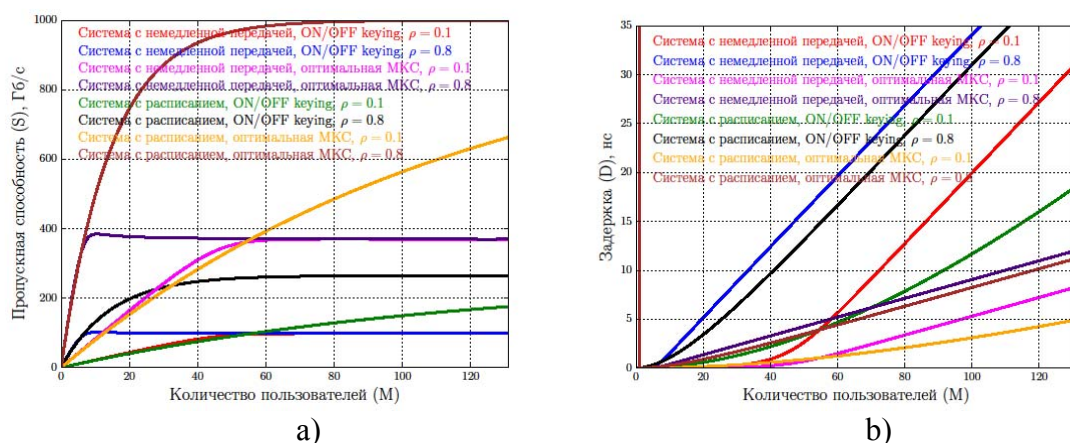 1000
800
600
400
200
0
Пропускная способность (S), Гб/с
Система с немедленной передачей, ON/OFF keying, ρ = 0.1
Система с немедленной передачей, ON/OFF keying, ρ = 0.8
Система с немедленной передачей, оптимальная МКС, ρ = 0.1
Система с немедленной передачей, оптимальная МКС, ρ = 0.8
Система с расписанием, ON/OFF keying, ρ = 0.1
Система с расписанием, ON/OFF keying, ρ = 0.8
Система с расписанием, оптимальная МКС, ρ = 0.1
Система с расписанием, оптимальная МКС, ρ = 0.8
0 20 40 60 80 100 120
Количество пользователей (M)
a)
35
30
25
20
15
10
5
0
Задержка (D), нс
Система с немедленной передачей, ON/OFF keying, ρ = 0.1
Система с немедленной передачей, ON/OFF keying, ρ = 0.8
Система с немедленной передачей, оптимальная МКС, ρ = 0.1
Система с немедленной передачей, оптимальная МКС, ρ = 0.8
Система с расписанием, ON/OFF keying, ρ = 0.1
Система с расписанием, ON/OFF keying, ρ = 0.8
Система с расписанием, оптимальная МКС, ρ = 0.1
Система с расписанием, оптимальная МКС, ρ =
0 20 40 60 80 100 120
Количество пользователей (M)
b)